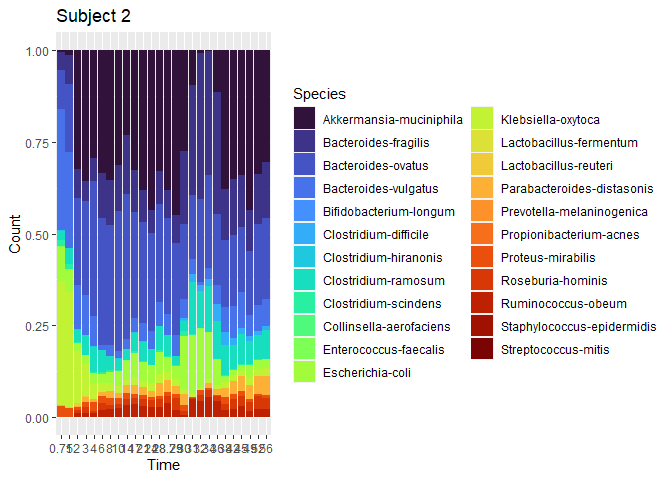 Subject 2
Species
1.00
0.75
0.50
0.25
0.00
Count
Time
Akkermansia-muciniphila
Bacteroides-fragilis
Bacteroides-ovatus
Bacteroides-vulgatus
Bifidobacterium-longum
Clostridium-difficile
Clostridium-hiranonis
Clostridium-ramosum
Clostridium-scindens
Collinsella-aerofaciens
Enterococcus-faecalis
Escherichia-coli
Klebsiella-oxytoca
Lactobacillus-fermentum
Lactobacillus-reuteri
Parabacteroides-distasonis
Prevotella-melaninogenica
Propionibacterium-acnes
Proteus-mirabilis
Roseburia-hominis
Ruminococcus-obeum
Staphylococcus-epidermidis
Streptococcus-mitis